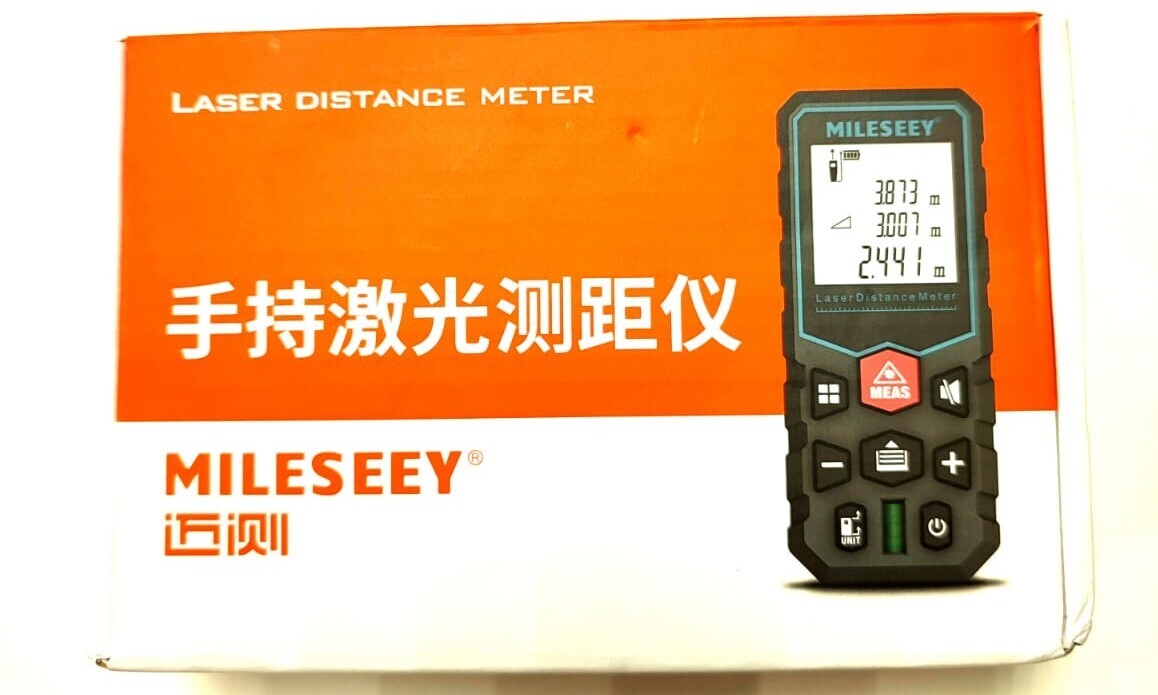 LASER DISTANCE METER
手持激光测距仪
MILESEEY®
迈测
MILESEEY
3.873 m
3.007 m
2.441 m
LaserDistanceMeter
MEAS
UNIT